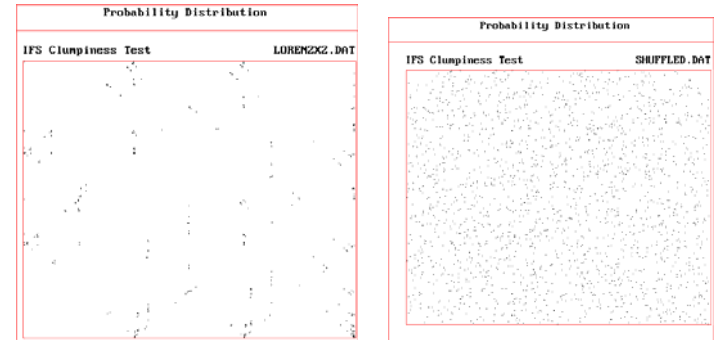 Probability Distribution
IFS Clumpiness Test LORENZXZ.DAT
Probability Distribution
IFS Clumpiness Test SHUFFLED.DAT